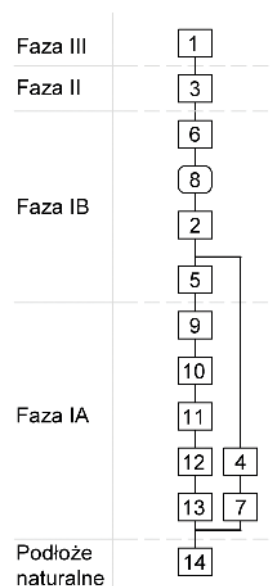 Faza III 1
Faza II 3
6
8
Faza IB 2
5
9
10
Faza IA 11
12 4
13 7
Podłoże
naturalne 14